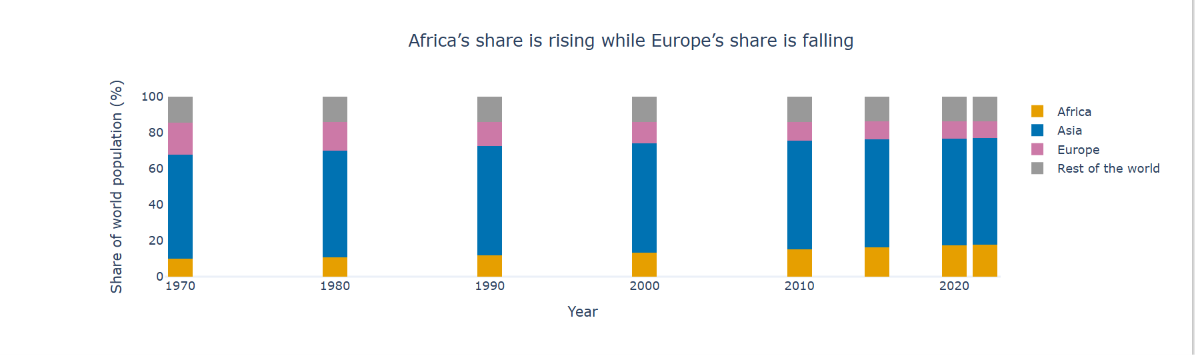 Africa’s share is rising while Europe’s share is falling
Share of world population (%)
100
80
60
40
20
0
1970
1980
1990
2000
2010
2020
Year
Africa
Asia
Europe
Rest of the world